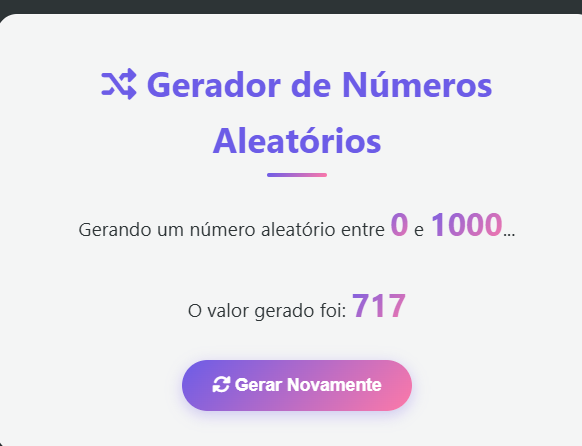 Gerador de Números
Aleatórios
Gerando um número aleatório entre 0 e 1000...
O valor gerado foi: 717
Gerar Novamente